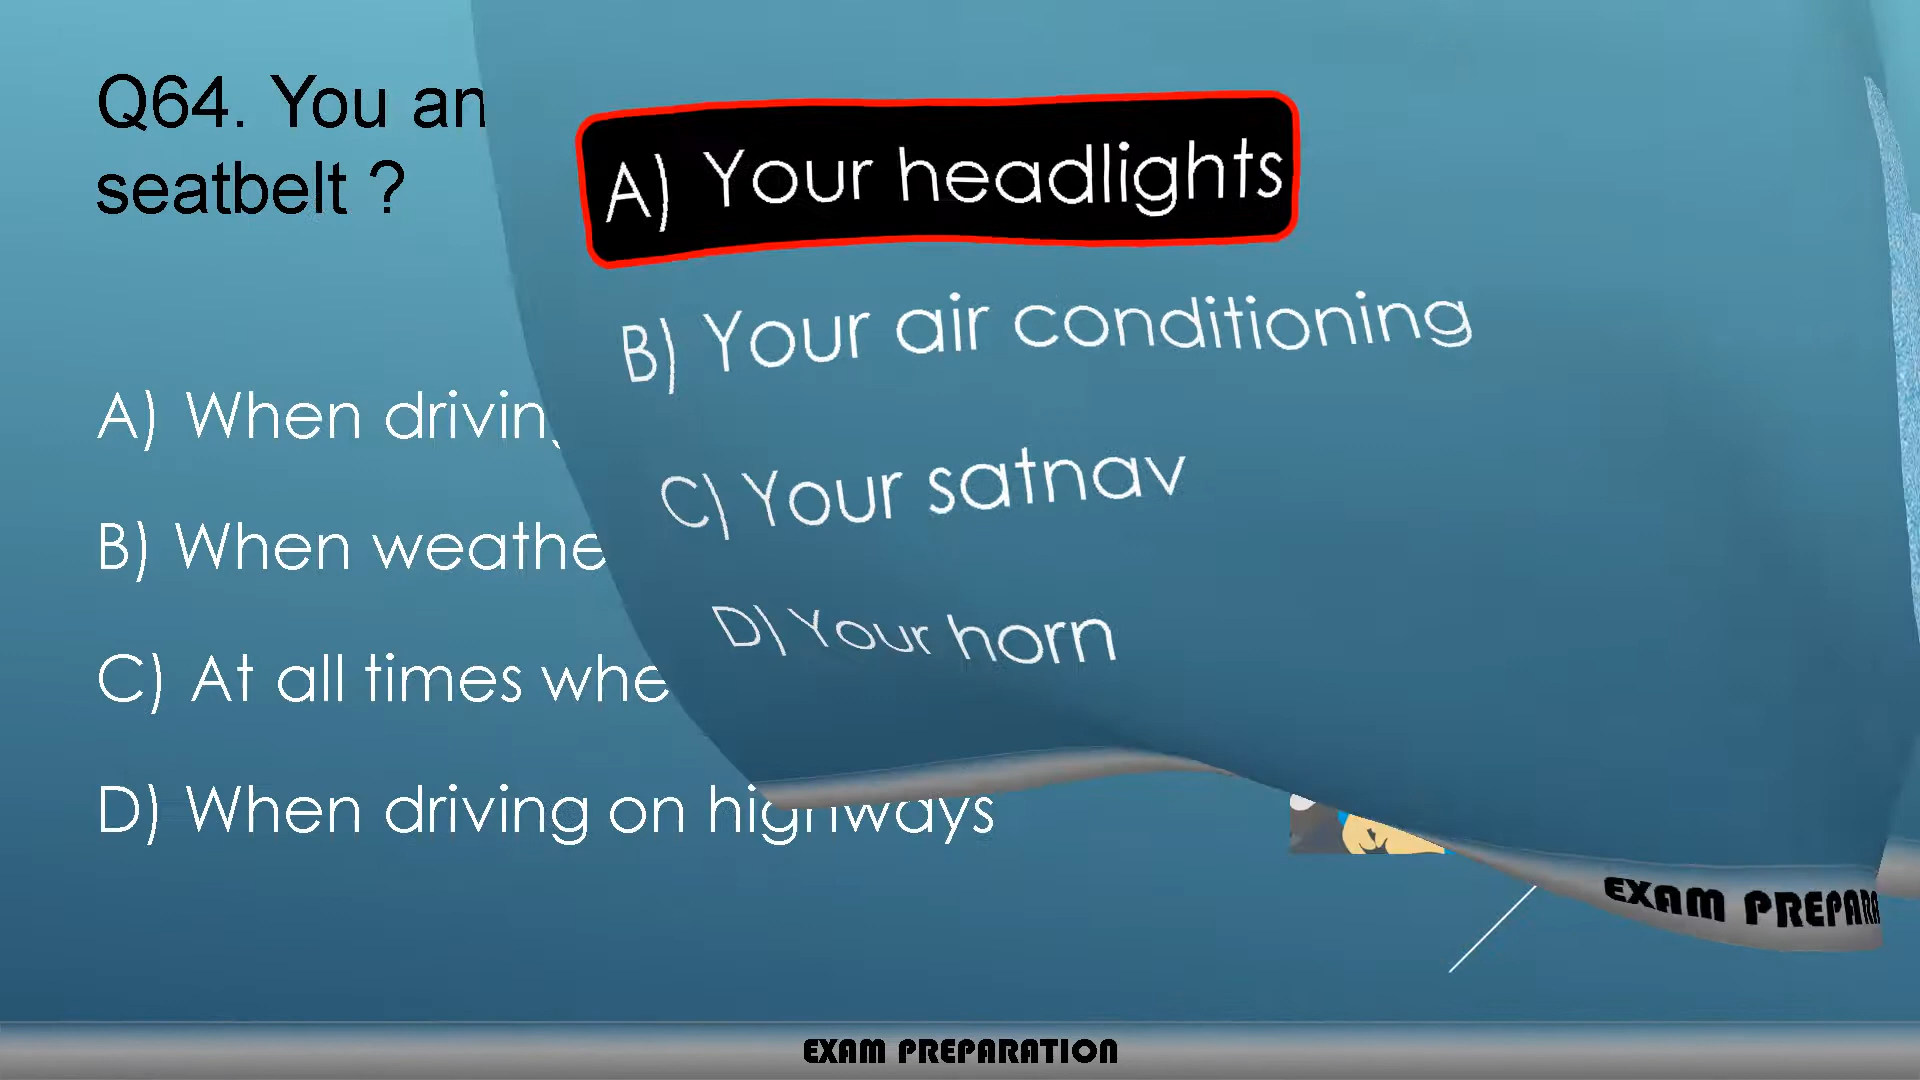 Q64. You an
seatbelt ?
A) When drivin
B) When weathe
C) At all times whe
D) When driving on highways
A) Your headlights
B) Your air conditioning
C) Your satnav
D) Your horn
EXAM PREPARA
EXAM PREPARATION